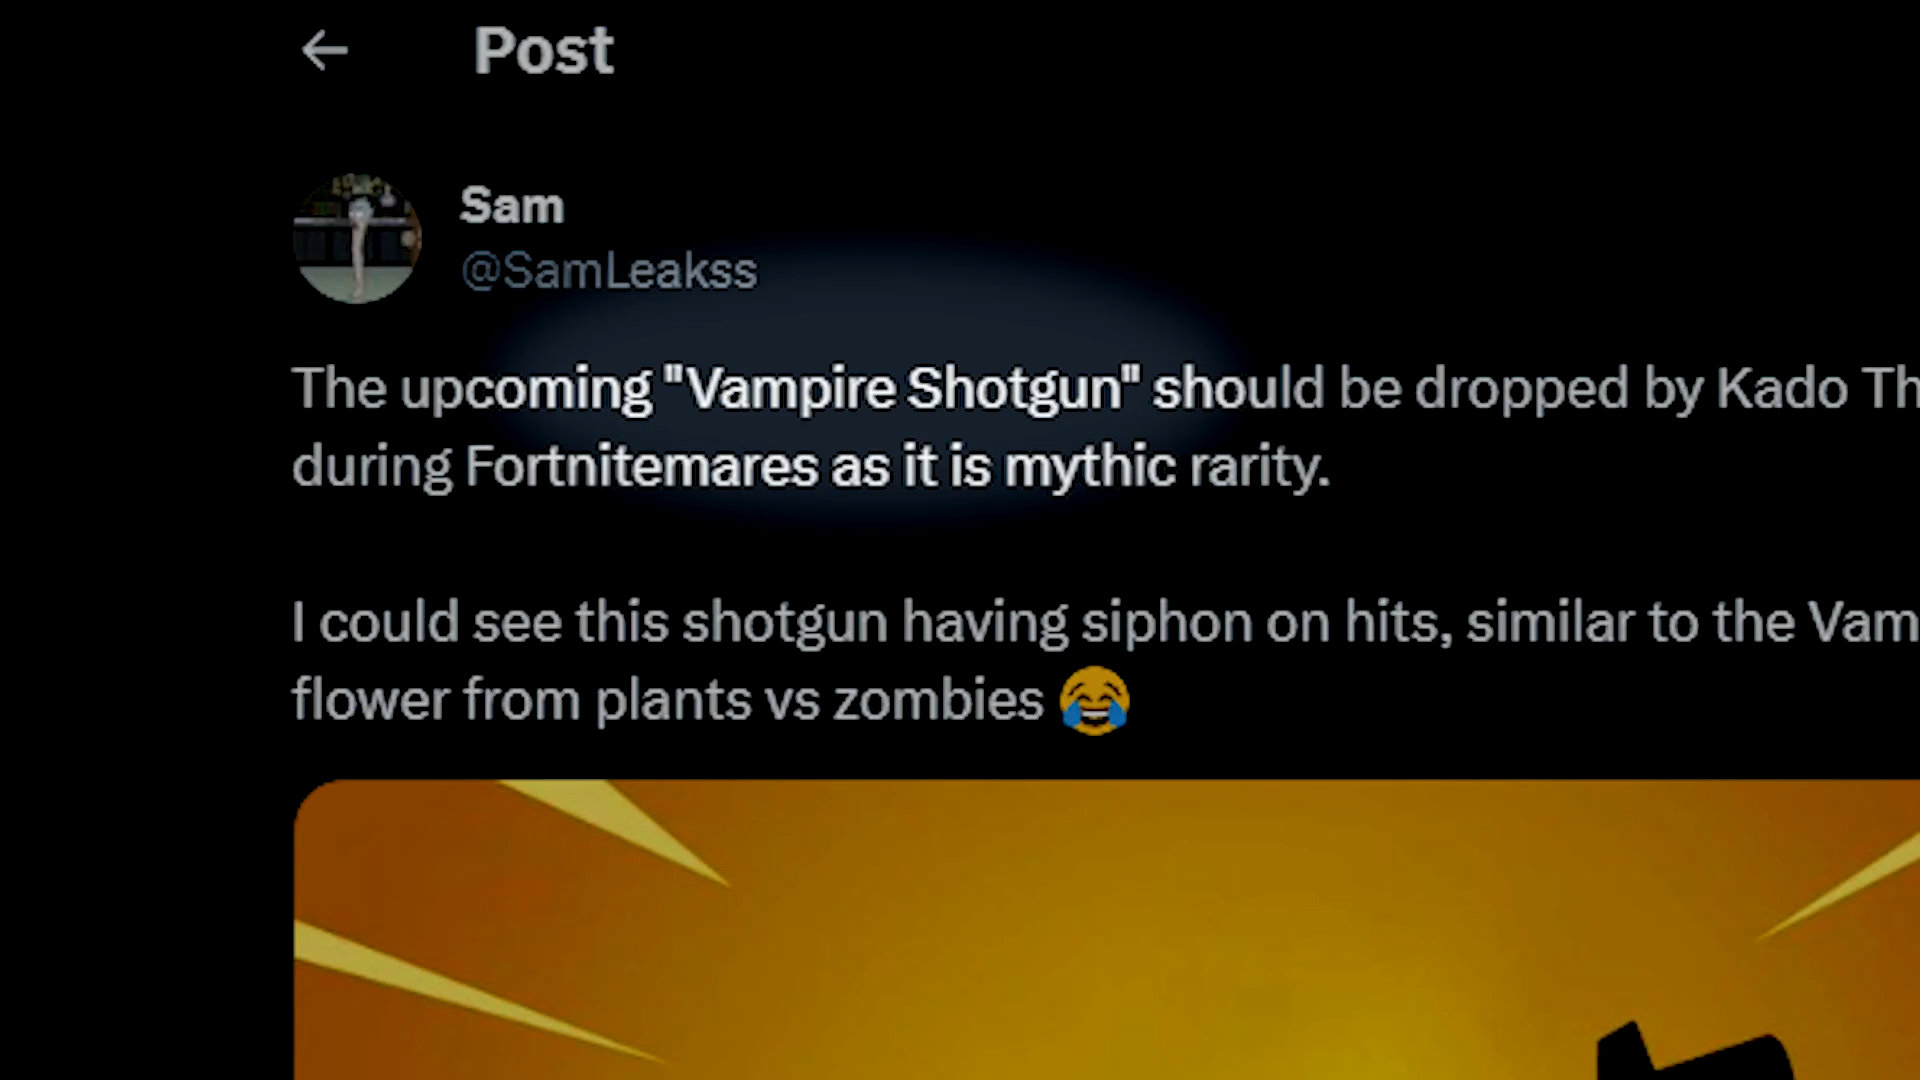 Post
Sam
@SamLeakss
The upcoming "Vampire Shotgun" should be dropped by Kado
during Fortnitemares as it is mythic rarity.
I could see this shotgun having siphon on hits, similar to the
flower from plants vs zombies 😂